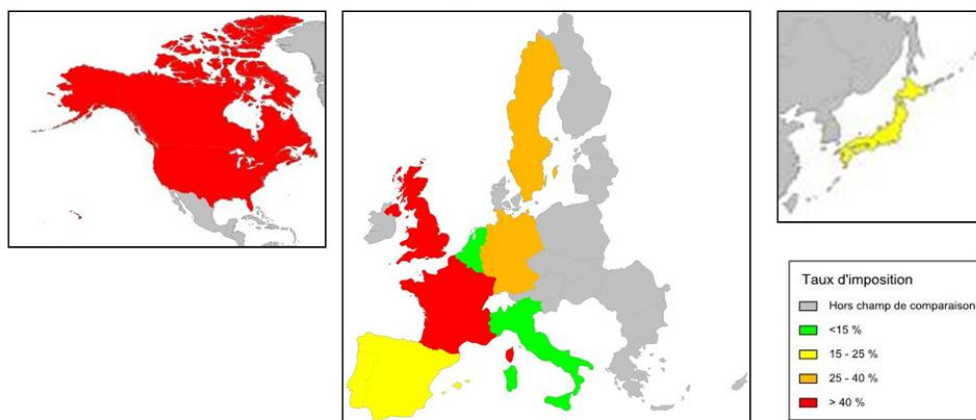 Taux d'imposition
Hors champ de comparaison
<15 %
15 - 25 %
25 - 40 %
> 40 %